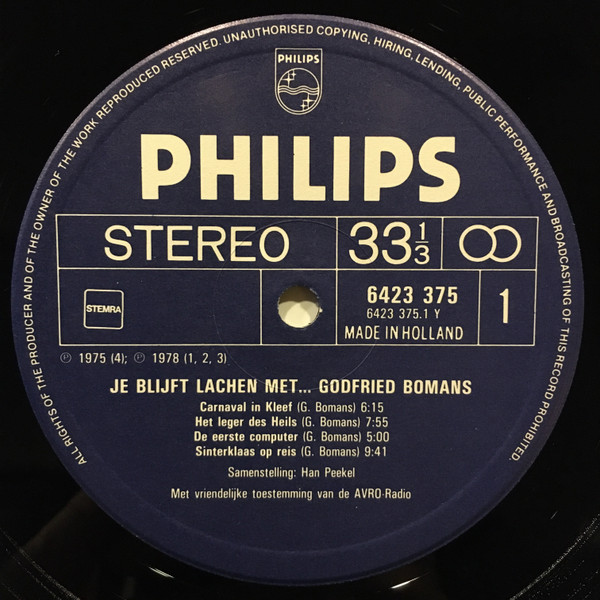 ALL RIGHTS OF THE PRODUCER AND OF THE OWNER OF THE WORK REPRODUCED RESERVED. UNAUTHORISED COPYING, HIRING, LENDING, PUBLIC PERFORMANCE AND BROADCASTING OF THIS RECORD PROHIBITED.
PHILIPS
PHILIPS
STEREO 33 1/3
STEMRA
6423 375
6423 375.1 Y
MADE IN HOLLAND
1
℗ 1975 (4); ℗ 1978 (1, 2, 3)
JE BLIJFT LACHEN MET... GODFRIED BOMANS
Carnaval in Kleef (G. Bomans) 6:15
Het leger des Heils (G. Bomans) 7:55
De eerste computer (G. Bomans) 5:00
Sinterklaas op reis (G. Bomans) 9:41
Samenstelling: Han Peekel
Met vriendelijke toestemming van de AVRO-Radio